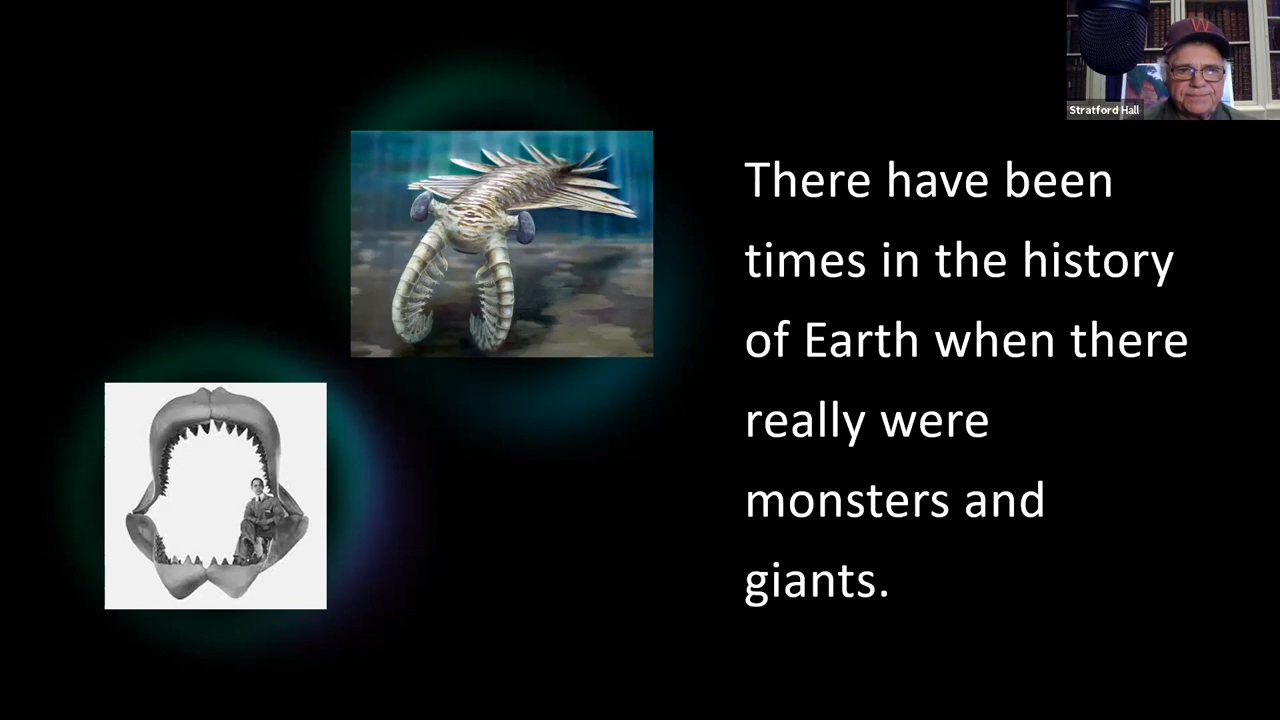 W
Stratford Hall
There have been
times in the history
of Earth when there
really were
monsters and
giants.